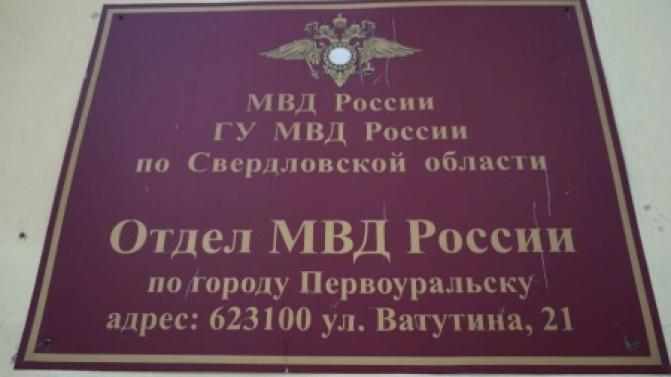 МВД России
ГУ МВД России
по Свердловской области
Отдел МВД России
по городу Первоуральску
адрес: 623100 ул. Ватутина, 21